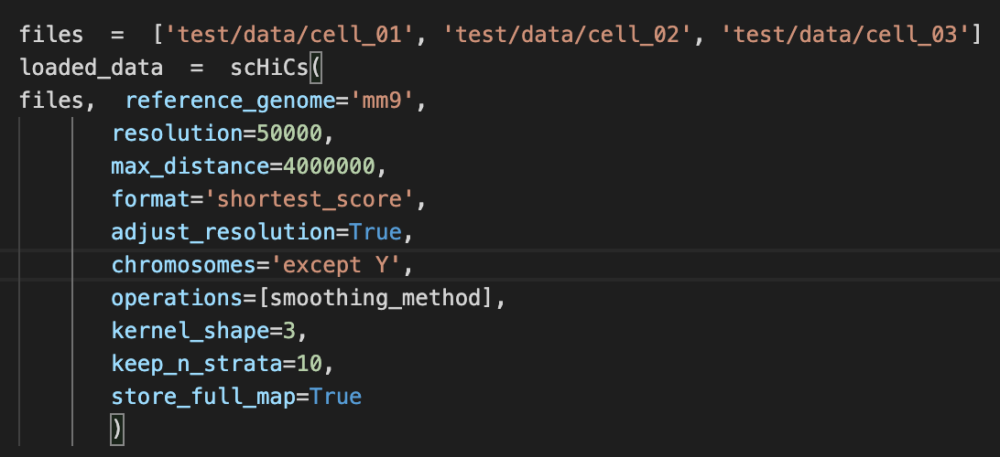 files  =  ['test/data/cell_01', 'test/data/cell_02', 'test/data/cell_03']
loaded_data  =  scHiCs(
files,  reference_genome='mm9',
resolution=50000,
max_distance=4000000,
format='shortest_score',
adjust_resolution=True,
chromosomes='except Y',
operations=[smoothing_method],
kernel_shape=3,
keep_n_strata=10,
store_full_map=True
)